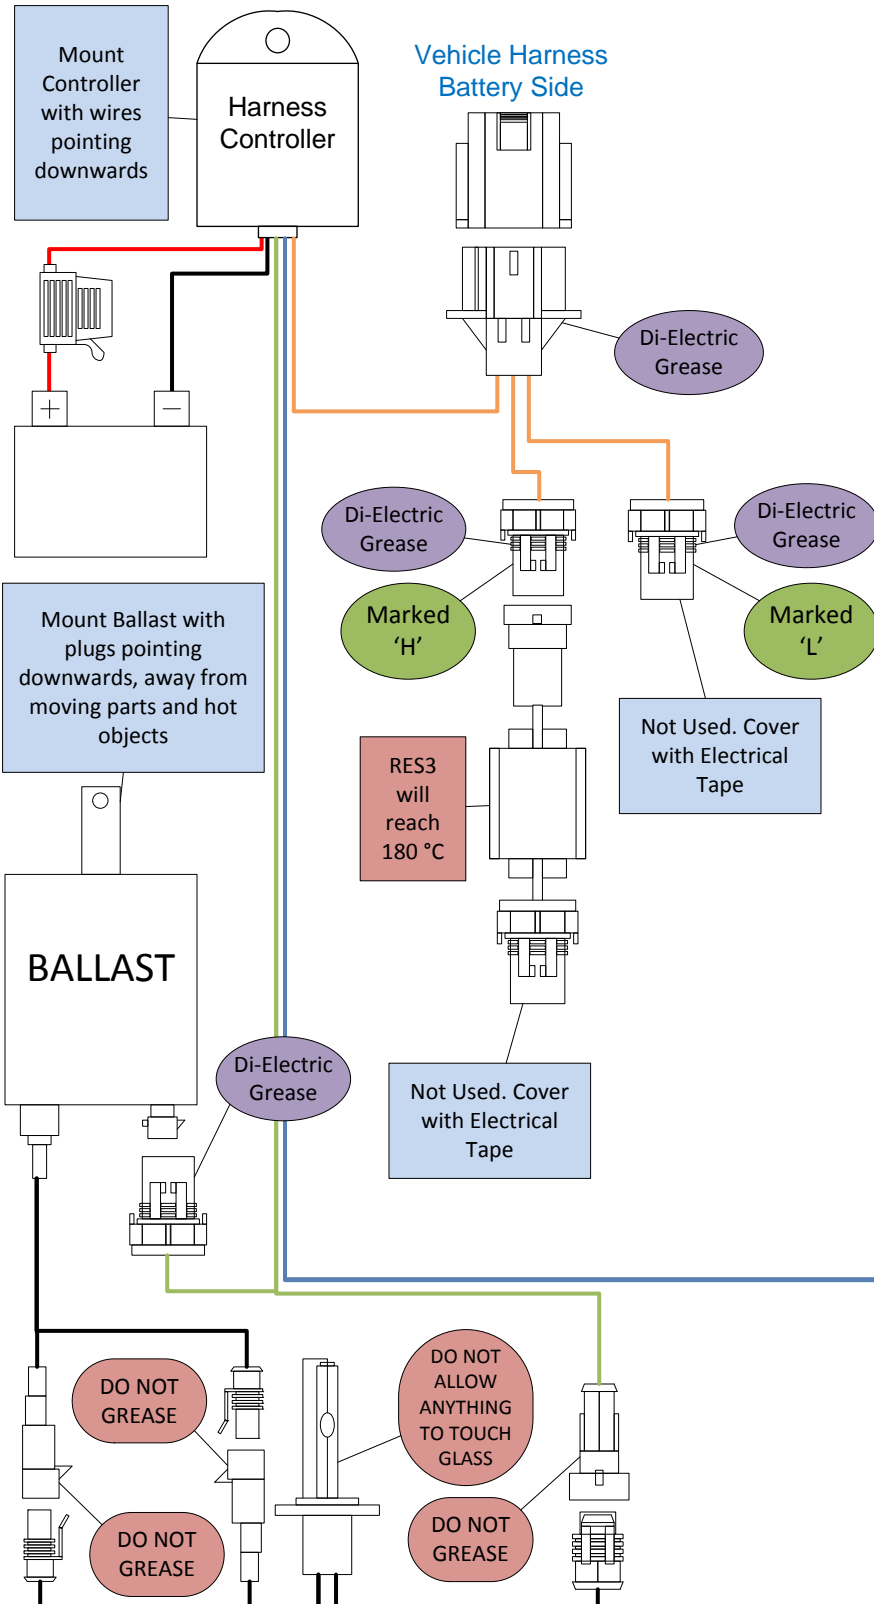 Mount
Controller
with wires
pointing
downwards
Harness
Controller
Vehicle Harness
Battery Side
Di-Electric
Grease
+
−
Di-Electric
Grease
Di-Electric
Grease
Marked
‘H’
Marked
‘L’
Mount Ballast with
plugs pointing
downwards, away from
moving parts and hot
objects
Not Used. Cover
with Electrical
Tape
RES3
will
reach
180 °C
BALLAST
Di-Electric
Grease
Not Used. Cover
with Electrical
Tape
DO NOT
GREASE
DO NOT
ALLOW
ANYTHING
TO TOUCH
GLASS
DO NOT
GREASE
DO NOT
GREASE